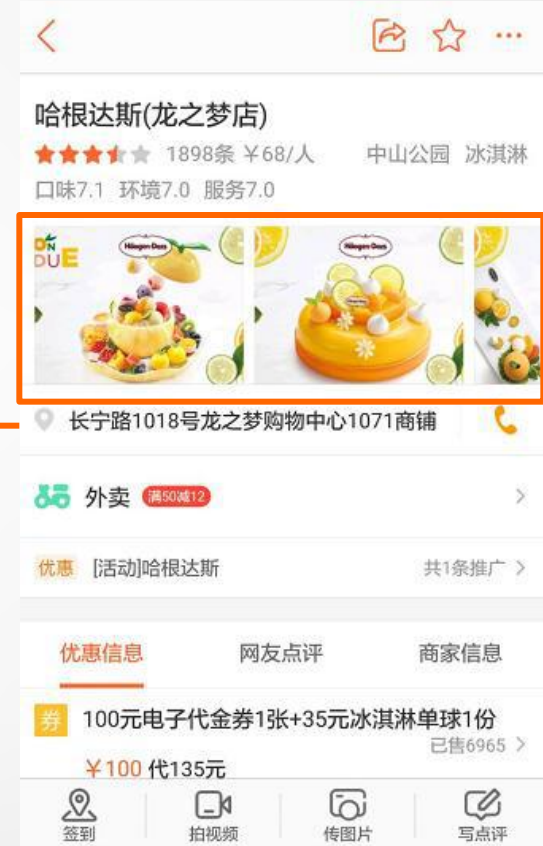 哈根达斯(龙之梦店)
1898条 ￥68/人 中山公园 冰淇淋
口味7.1 环境7.0 服务7.0
ON
DUE
Häagen-Dazs
Häagen-Dazs
长宁路1018号龙之梦购物中心1071商铺
外卖 满50减12
优惠 [活动]哈根达斯 共1条推广
优惠信息 网友点评 商家信息
券 100元电子代金券1张+35元冰淇淋单球1份
已售6965
￥100 代135元
签到 拍视频 传图片 写点评